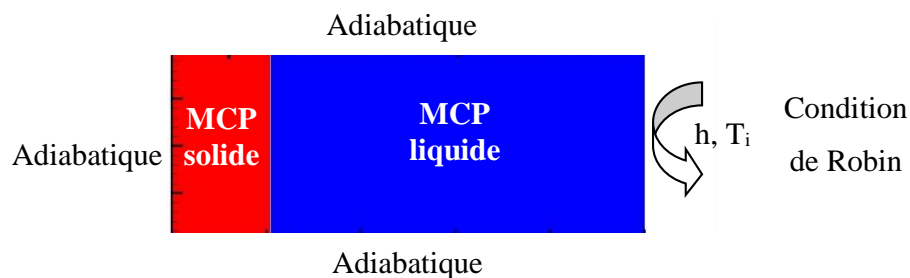 Adiabatique
MCP
solide
MCP
liquide
Adiabatique
h, Tᵢ
Condition
de Robin
Adiabatique